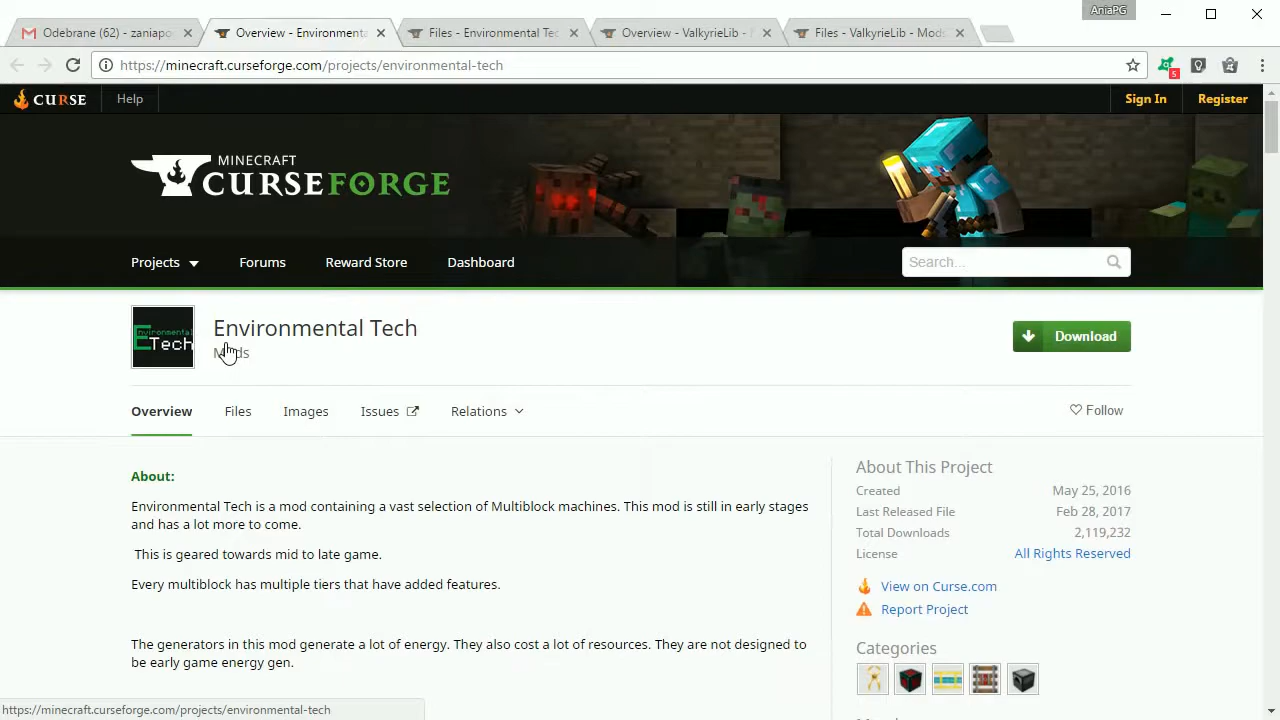 AniaPG
Odebrane (62) - zaniapo
Overview - Environmenta
Files - Environmental Tec
Overview - ValkyrieLib -
Files - ValkyrieLib - Mods
https://minecraft.curseforge.com/projects/environmental-tech
5
CURSE
Help
Sign In
Register
MINECRAFT
CURSEFORGE
Projects
Forums
Reward Store
Dashboard
Search...
Environmental
Tech
Environmental Tech
Mods
Download
Overview
Files
Images
Issues
Relations
Follow
About:
Environmental Tech is a mod containing a vast selection of Multiblock machines. This mod is still in early stages
and has a lot more to come.
This is geared towards mid to late game.
Every multiblock has multiple tiers that have added features.
The generators in this mod generate a lot of energy. They also cost a lot of resources. They are not designed to
be early game energy gen.
About This Project
Created May 25, 2016
Last Released File Feb 28, 2017
Total Downloads 2,119,232
License All Rights Reserved
View on Curse.com
Report Project
Categories
https://minecraft.curseforge.com/projects/environmental-tech